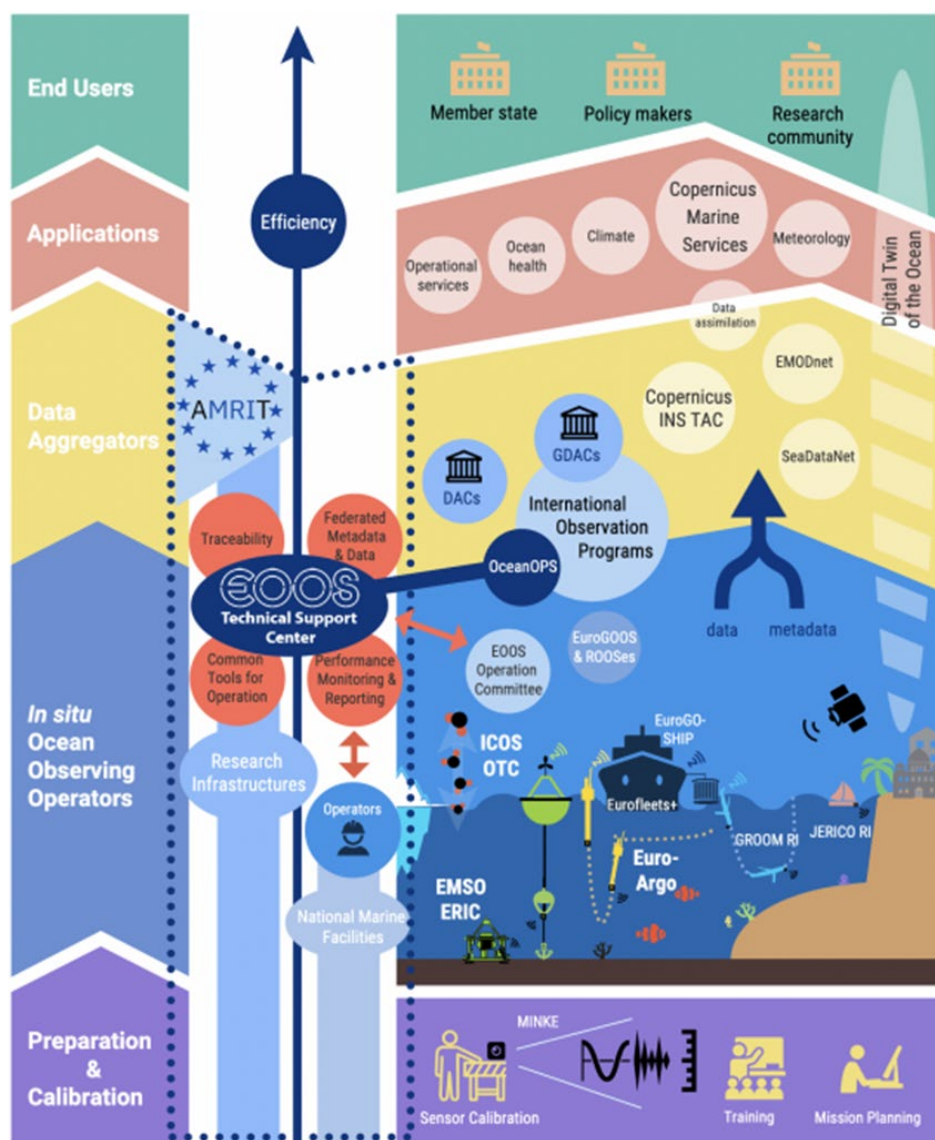 End Users
Member state
Policy makers
Research
community
Efficiency
Applications
Operational
services
Ocean
health
Climate
Copernicus
Marine
Services
Meteorology
Digital Twin
of the Ocean
Data
assimilation
AMRIT
Data
Aggregators
EMODnet
Copernicus
INS TAC
SeaDataNet
GDACs
DACs
International
Observation
Programs
Traceability
Federated
Metadata
& Data
OceanOPS
EOOS
Technical Support
Center
data
metadata
Common
Tools for
Operation
Performance
Monitoring &
Reporting
EOOS
Operation
Committee
EuroGOOS
& ROOSes
In situ
Ocean
Observing
Operators
Research
Infrastructures
Operators
National Marine
Facilities
ICOS
OTC
EuroGO-
SHIP
Eurofleets+
GROOM RI
JERICO RI
Euro-
Argo
EMSO
ERIC
Preparation
&
Calibration
MINKE
Sensor Calibration
Training
Mission Planning